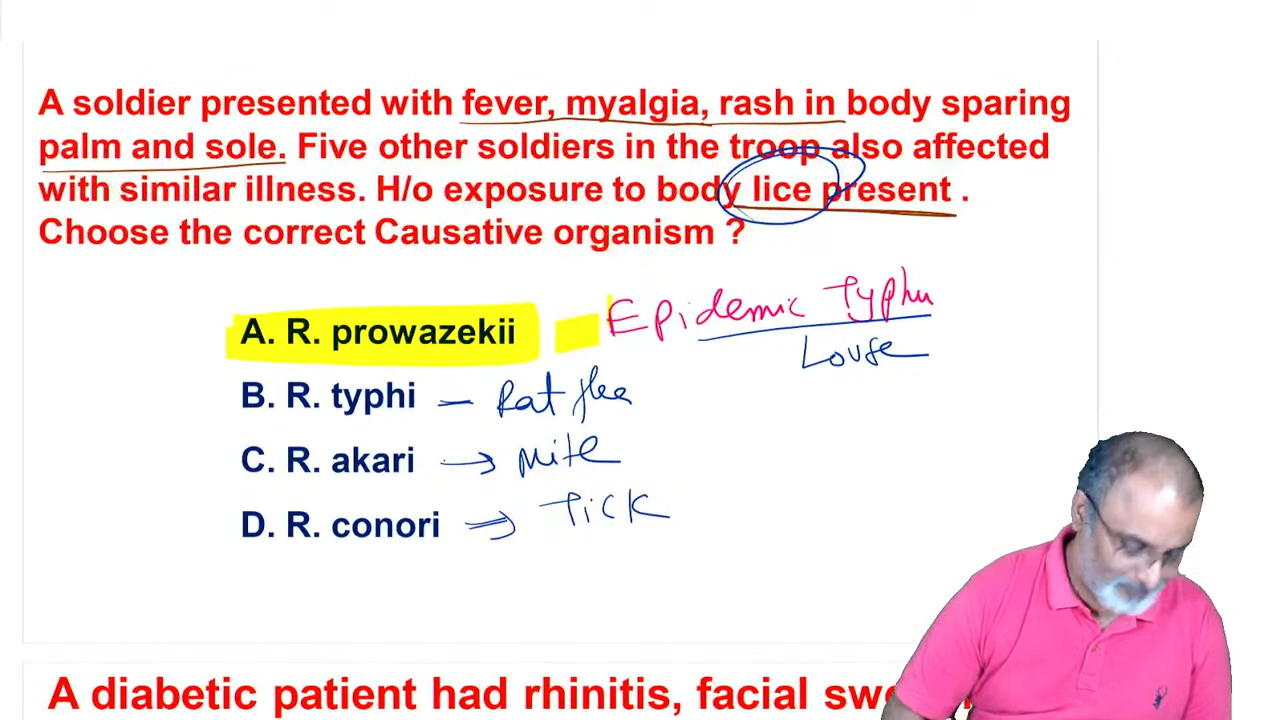 A soldier presented with fever, myalgia, rash in body sparing
palm and sole. Five other soldiers in the troop also affected
with similar illness. H/o exposure to body lice present .
Choose the correct Causative organism ?
A. R. prowazekii Epidemic Typhu
Louse
B. R. typhi – Rat flea
C. R. akari → Mite
D. R. conori ⇒ Tick
A diabetic patient had rhinitis, facial